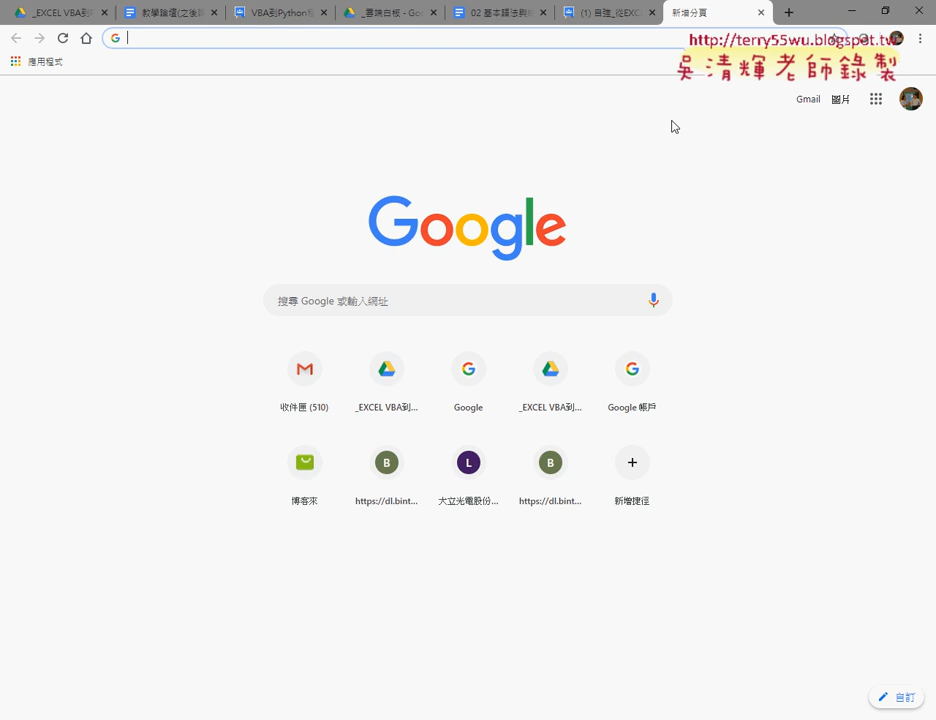 _EXCEL VBA到
教學論壇(之後課
VBA到Python
_雲端白板 - Go
02 基本語法與
(1) 自強_從EXC
新增分頁
http://terry55wu.blogspot.tw
吳清輝老師錄製
應用程式
Gmail
圖片
Google
搜尋 Google 或輸入網址
收件匣 (510)
_EXCEL VBA到...
Google
_EXCEL VBA到...
Google 帳戶
B
L
B
博客來
https://dl.bint...
大立光電股份...
https://dl.bint...
新增捷徑
自訂